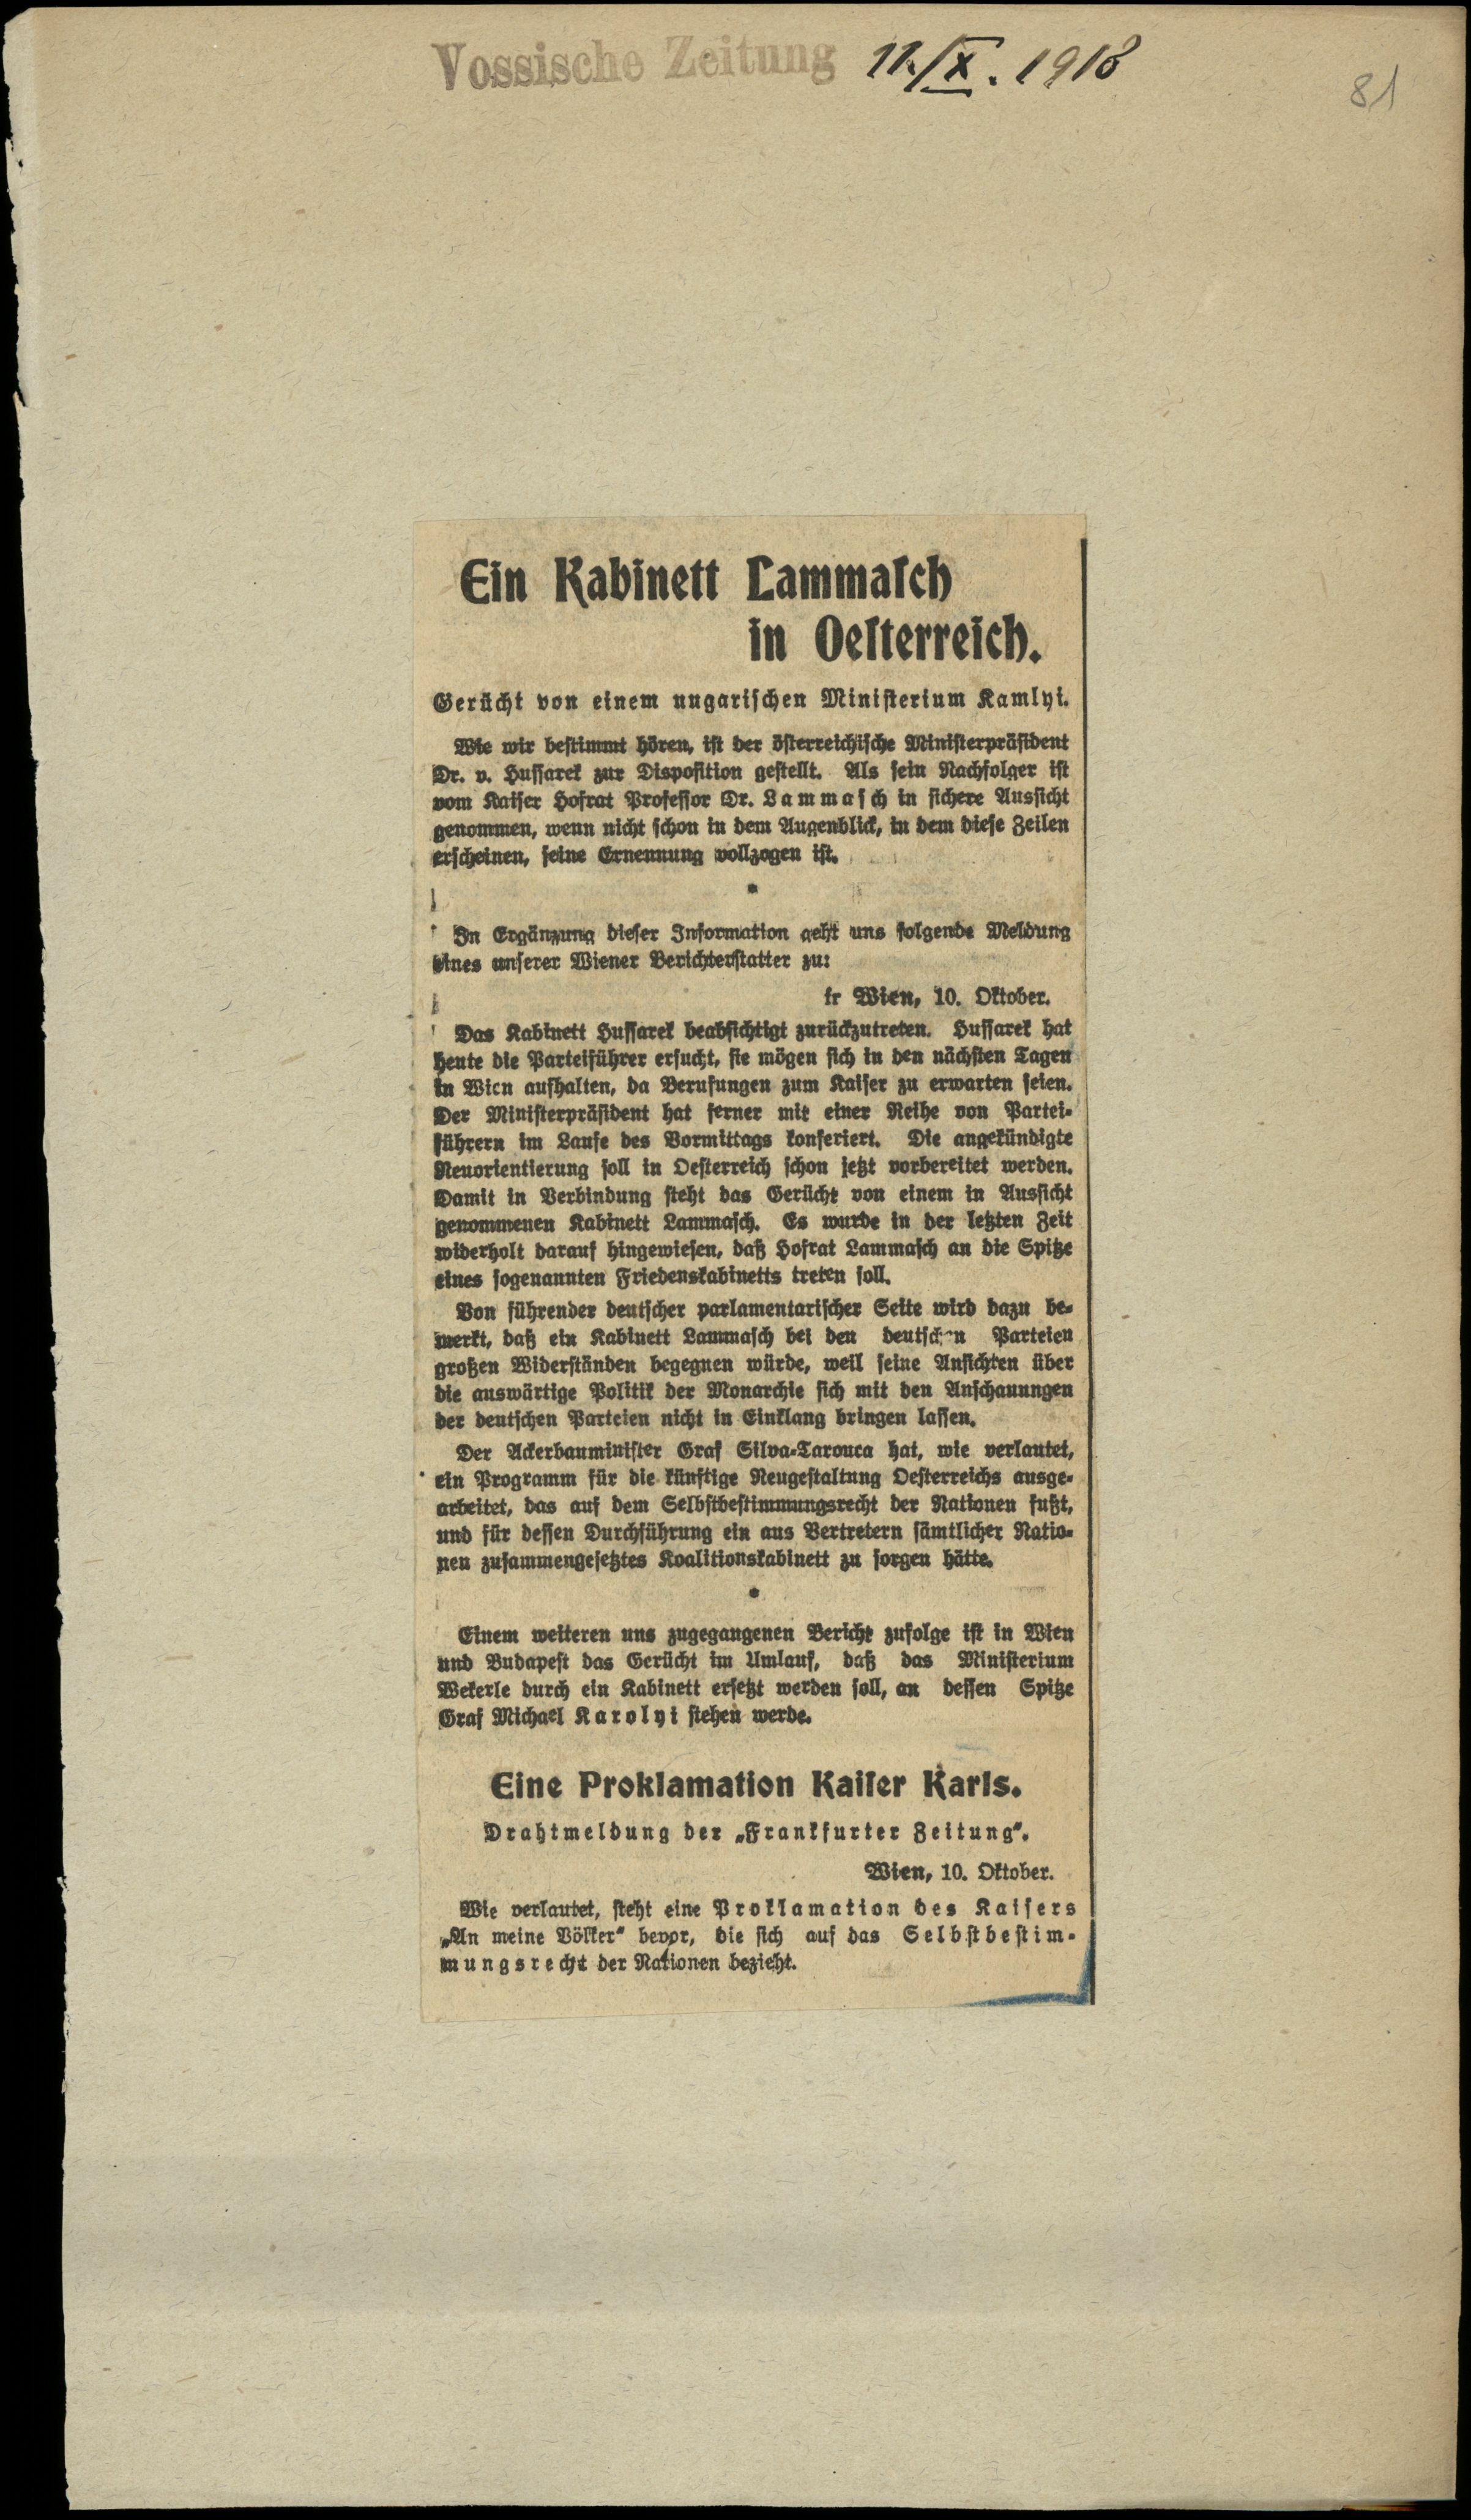 Vossische Zeitung 11./X. 1918
81
Ein Kabinett Lammasch
in Oesterreich.
Gerücht von einem ungarischen Ministerium Kamlyi.
Wie wir bestimmt hören, ist der österreichische Ministerpräsident
Dr. v. Hussarek zur Disposition gestellt. Als sein Nachfolger ist
vom Kaiser Hofrat Professor Dr. Lammasch in sichere Aussicht
genommen, wenn nicht schon in dem Augenblick, in dem diese Zeilen
erscheinen, seine Ernennung vollzogen ist.
*
In Ergänzung dieser Information geht uns folgende Meldung
eines unserer Wiener Berichterstatter zu:
fr Wien, 10. Oktober.
Das Kabinett Hussarek beabsichtigt zurückzutreten. Hussarek hat
heute die Parteiführer ersucht, sie mögen sich in den nächsten Tagen
in Wien aufhalten, da Berufungen zum Kaiser zu erwarten seien.
Der Ministerpräsident hat ferner mit einer Reihe von Partei-
führern im Laufe des Vormittags konferiert. Die angekündigte
Neuorientierung soll in Oesterreich schon jetzt vorbereitet werden.
Damit in Verbindung steht das Gerücht von einem in Aussicht
genommenen Kabinett Lammasch. Es wurde in der letzten Zeit
widerholt darauf hingewiesen, daß Hofrat Lammasch an die Spitze
eines sogenannten Friedenskabinetts treten soll.
Von führender deutscher parlamentarischer Seite wird dazu be-
merkt, daß ein Kabinett Lammasch bei den deutschen Parteien
großen Widerständen begegnen würde, weil seine Ansichten über
die auswärtige Politik der Monarchie sich mit den Anschauungen
der deutschen Parteien nicht in Einklang bringen lassen.
Der Ackerbauminister Graf Silva-Tarouca hat, wie verlautet,
ein Programm für die künftige Neugestaltung Oesterreichs ausge-
arbeitet, das auf dem Selbstbestimmungsrecht der Nationen fußt,
und für dessen Durchführung ein aus Vertretern sämtlicher Natio-
nen zusammengesetztes Koalitionskabinett zu sorgen hätte.
*
Einem weiteren uns zugegangenen Bericht zufolge ist in Wien
und Budapest das Gerücht im Umlauf, daß das Ministerium
Wekerle durch ein Kabinett ersetzt werden soll, an dessen Spitze
Graf Michael Karolyi stehen werde.
Eine Proklamation Kaiser Karls.
Drahtmeldung der „Frankfurter Zeitung“.
Wien, 10. Oktober.
Wie verlautet, steht eine Proklamation des Kaisers
„An meine Völker“ bevor, die sich auf das Selbstbestim-
mungsrecht der Nationen bezieht.